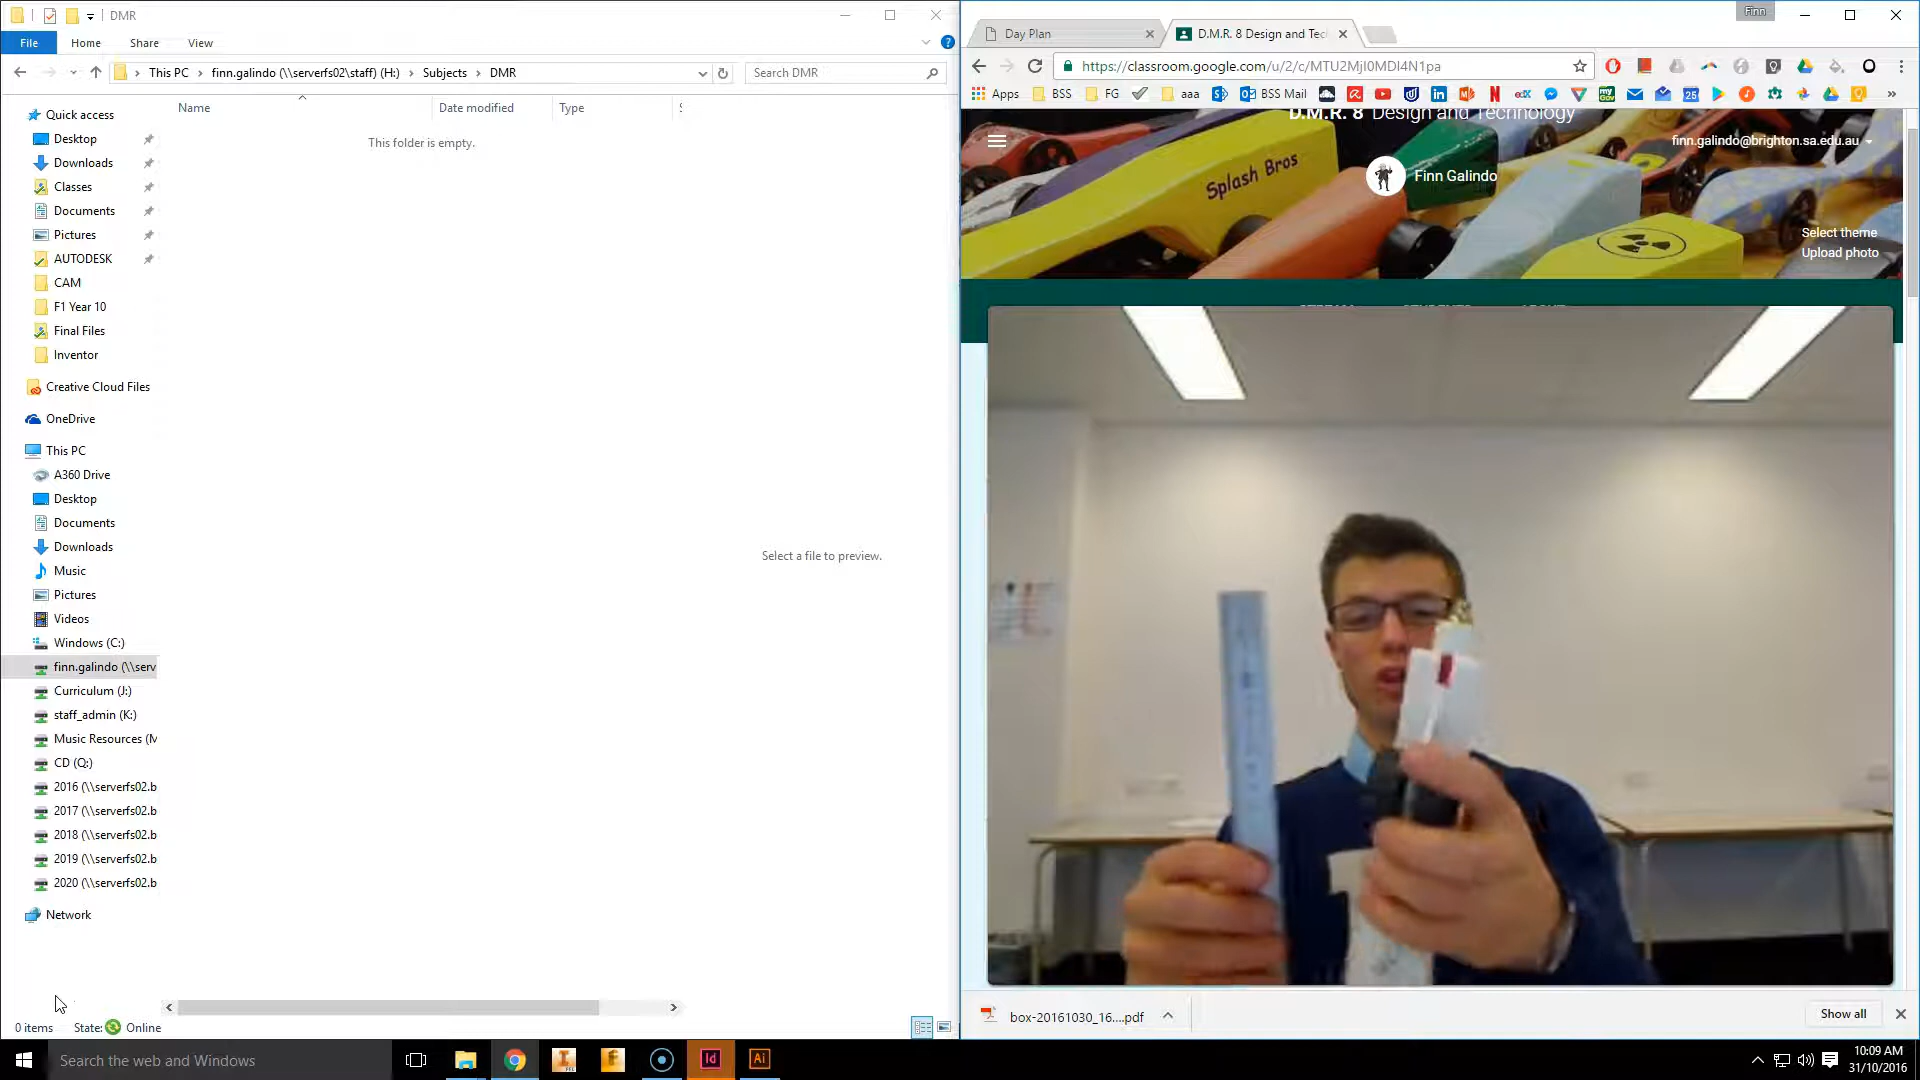 DMR
File Home Share View
This PC finn.galindo (\\serverfs02\staff) (H:) Subjects DMR
Search DMR
Name Date modified Type
This folder is empty.
Select a file to preview.
Quick access
Desktop
Downloads
Classes
Documents
Pictures
AUTODESK
CAM
F1 Year 10
Final Files
Inventor
Creative Cloud Files
OneDrive
This PC
A360 Drive
Desktop
Documents
Downloads
Music
Pictures
Videos
Windows (C:)
finn.galindo (\\serv
Curriculum (J:)
staff_admin (K:)
Music Resources (M
CD (Q:)
2016 (\\serverfs02.b
2017 (\\serverfs02.b
2018 (\\serverfs02.b
2019 (\\serverfs02.b
2020 (\\serverfs02.b
Network
0 items State: Online
Finn
Day Plan
D.M.R. 8 Design and Tec
https://classroom.google.com/u/2/c/MTU2MjI0MDI4N1pa
Apps BSS FG aaa BSS Mail
D.M.R. 8 Design and Technology
finn.galindo@brighton.sa.edu.au
Finn Galindo
Splash Bros
Select theme
Upload photo
box-20161030_16....pdf
Show all
Search the web and Windows
10:09 AM
31/10/2016